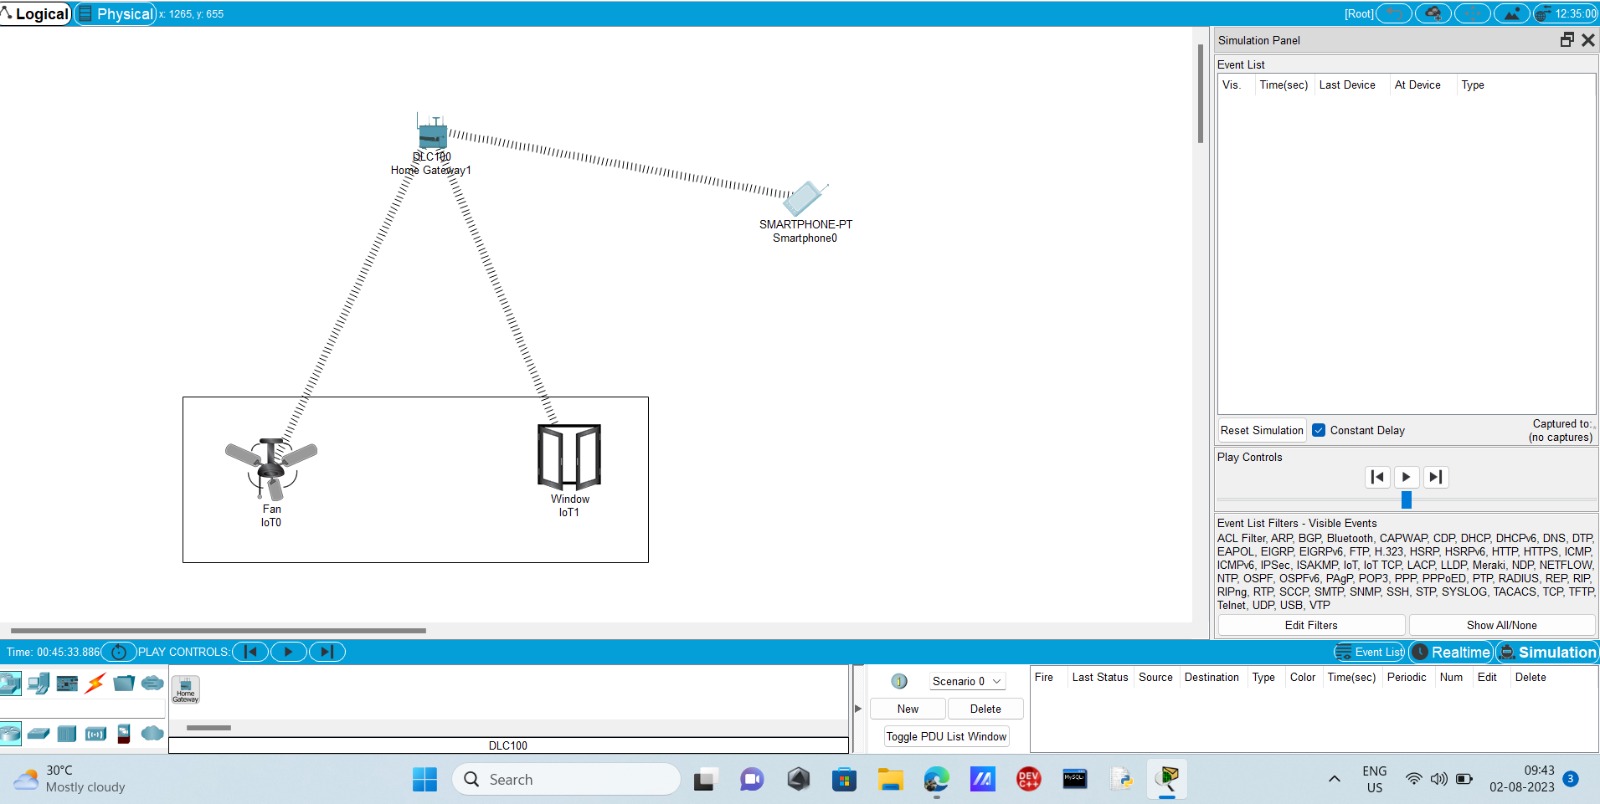 Logical Physical x: 1265, y: 655 [Root] 12:35:00
Simulation Panel
Event List
Vis. Time(sec) Last Device At Device Type
DLC100
Home Gateway1
SMARTPHONE-PT
Smartphone0
Fan
IoT0
Window
IoT1
Reset Simulation Constant Delay Captured to:
(no captures)
Play Controls
Event List Filters - Visible Events
ACL Filter, ARP, BGP, Bluetooth, CAPWAP, CDP, DHCP, DHCPv6, DNS, DTP,
EAPOL, EIGRP, EIGRPv6, FTP, H.323, HSRP, HSRPv6, HTTP, HTTPS, ICMP,
ICMPv6, IPSec, ISAKMP, IoT, IoT TCP, LACP, LLDP, Meraki, NDP, NETFLOW,
NTP, OSPF, OSPFv6, PAgP, POP3, PPP, PPPoED, PTP, RADIUS, REP, RIP,
RIPng, RTP, SCCP, SMTP, SNMP, SSH, STP, SYSLOG, TACACS, TCP, TFTP,
Telnet, UDP, USB, VTP
Edit Filters Show All/None
Time: 00:45:33.886 PLAY CONTROLS: Event List Realtime Simulation
Home
Gateway
DLC100
Scenario 0
New Delete
Toggle PDU List Window
Fire Last Status Source Destination Type Color Time(sec) Periodic Num Edit Delete
30°C
Mostly cloudy
Search
DEV
C++
MySQL
ENG
US
09:43
02-08-2023
3